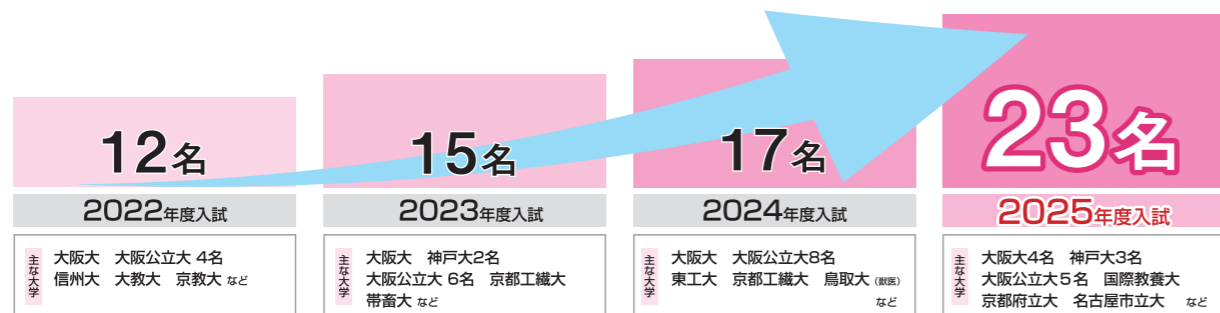 12名
2022年度入試
主な大学
大阪大 大阪公立大 4名
信州大 大教大 京教大 など
15名
2023年度入試
主な大学
大阪大 神戸大2名
大阪公立大 6名 京都工繊大
帯畜大 など
17名
2024年度入試
主な大学
大阪大 大阪公立大8名
東工大 京都工繊大 鳥取大（獣医）
など
23名
2025年度入試
主な大学
大阪大4名 神戸大3名
大阪公立大5名 国際教養大
京都府立大 名古屋市立大 など